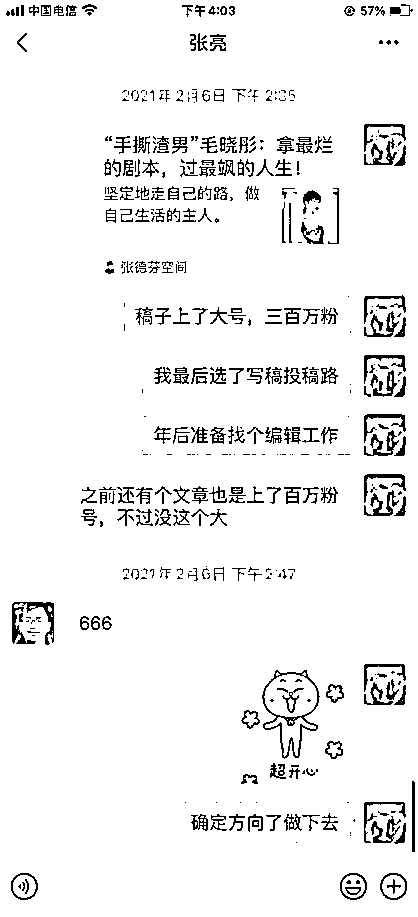 中国电信 下午4:03 57%
张亮
2021年2月6日 下午 2:35
“手撕渣男”毛晓彤：拿最烂
的剧本，过最飒的人生！
坚定地走自己的路，做
自己生活的主人。
张德芬空间
稿子上了大号，三百万粉
我最后选了写稿投稿路
年后准备找个编辑工作
之前还有个文章也是上了百万粉
号，不过没这个大
2021年2月6日 下午 2:47
666
超开心
确定方向了做下去